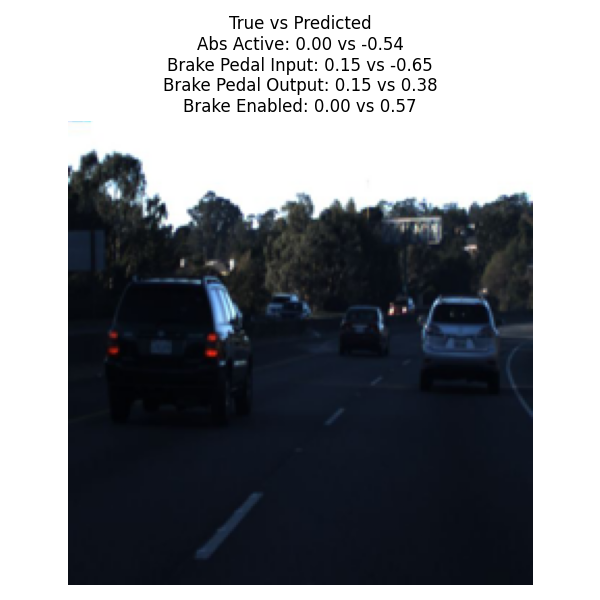 True vs Predicted
Abs Active: 0.00 vs -0.54
Brake Pedal Input: 0.15 vs -0.65
Brake Pedal Output: 0.15 vs 0.38
Brake Enabled: 0.00 vs 0.57